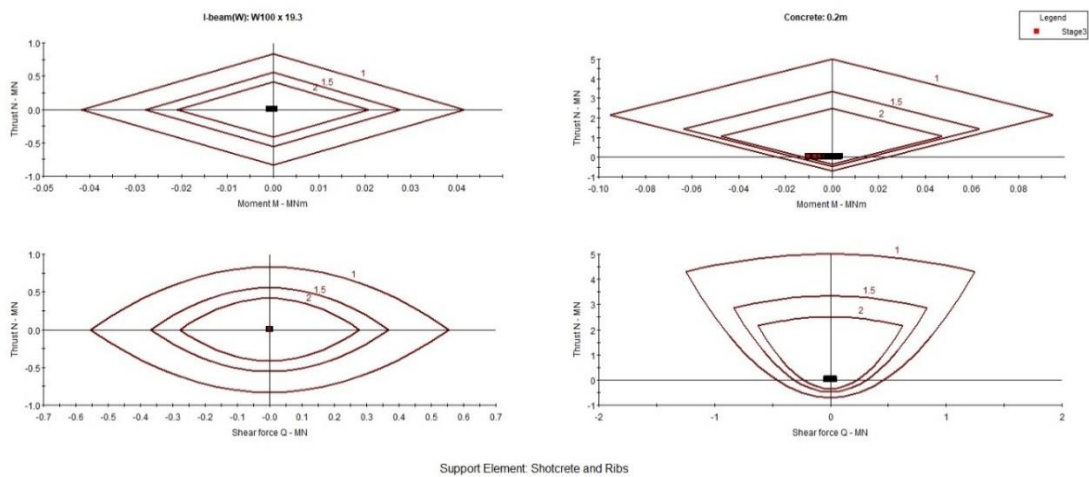 I-beam(W): W100 x 19.3
Concrete: 0.2m
Legend
Stage3
Thrust N - MN
1.0
0.5
0.0
-0.5
-1.0
1
1.5
2
-0.05 -0.04 -0.03 -0.02 -0.01 0.00 0.01 0.02 0.03 0.04
Moment M - MNm
Thrust N - MN
5
4
3
2
1
0
-1
1
1.5
2
-0.10 -0.08 -0.06 -0.04 -0.02 0.00 0.02 0.04 0.06 0.08
Moment M - MNm
Thrust N - MN
1.0
0.5
0.0
-0.5
-1.0
1
1.5
2
-0.7 -0.6 -0.5 -0.4 -0.3 -0.2 -0.1 -0.0 0.1 0.2 0.3 0.4 0.5 0.6 0.7
Shear force Q - MN
Thrust N - MN
5
4
3
2
1
0
-1
1
1.5
2
-2 -1 0 1 2
Shear force Q - MN
Support Element: Shotcrete and Ribs